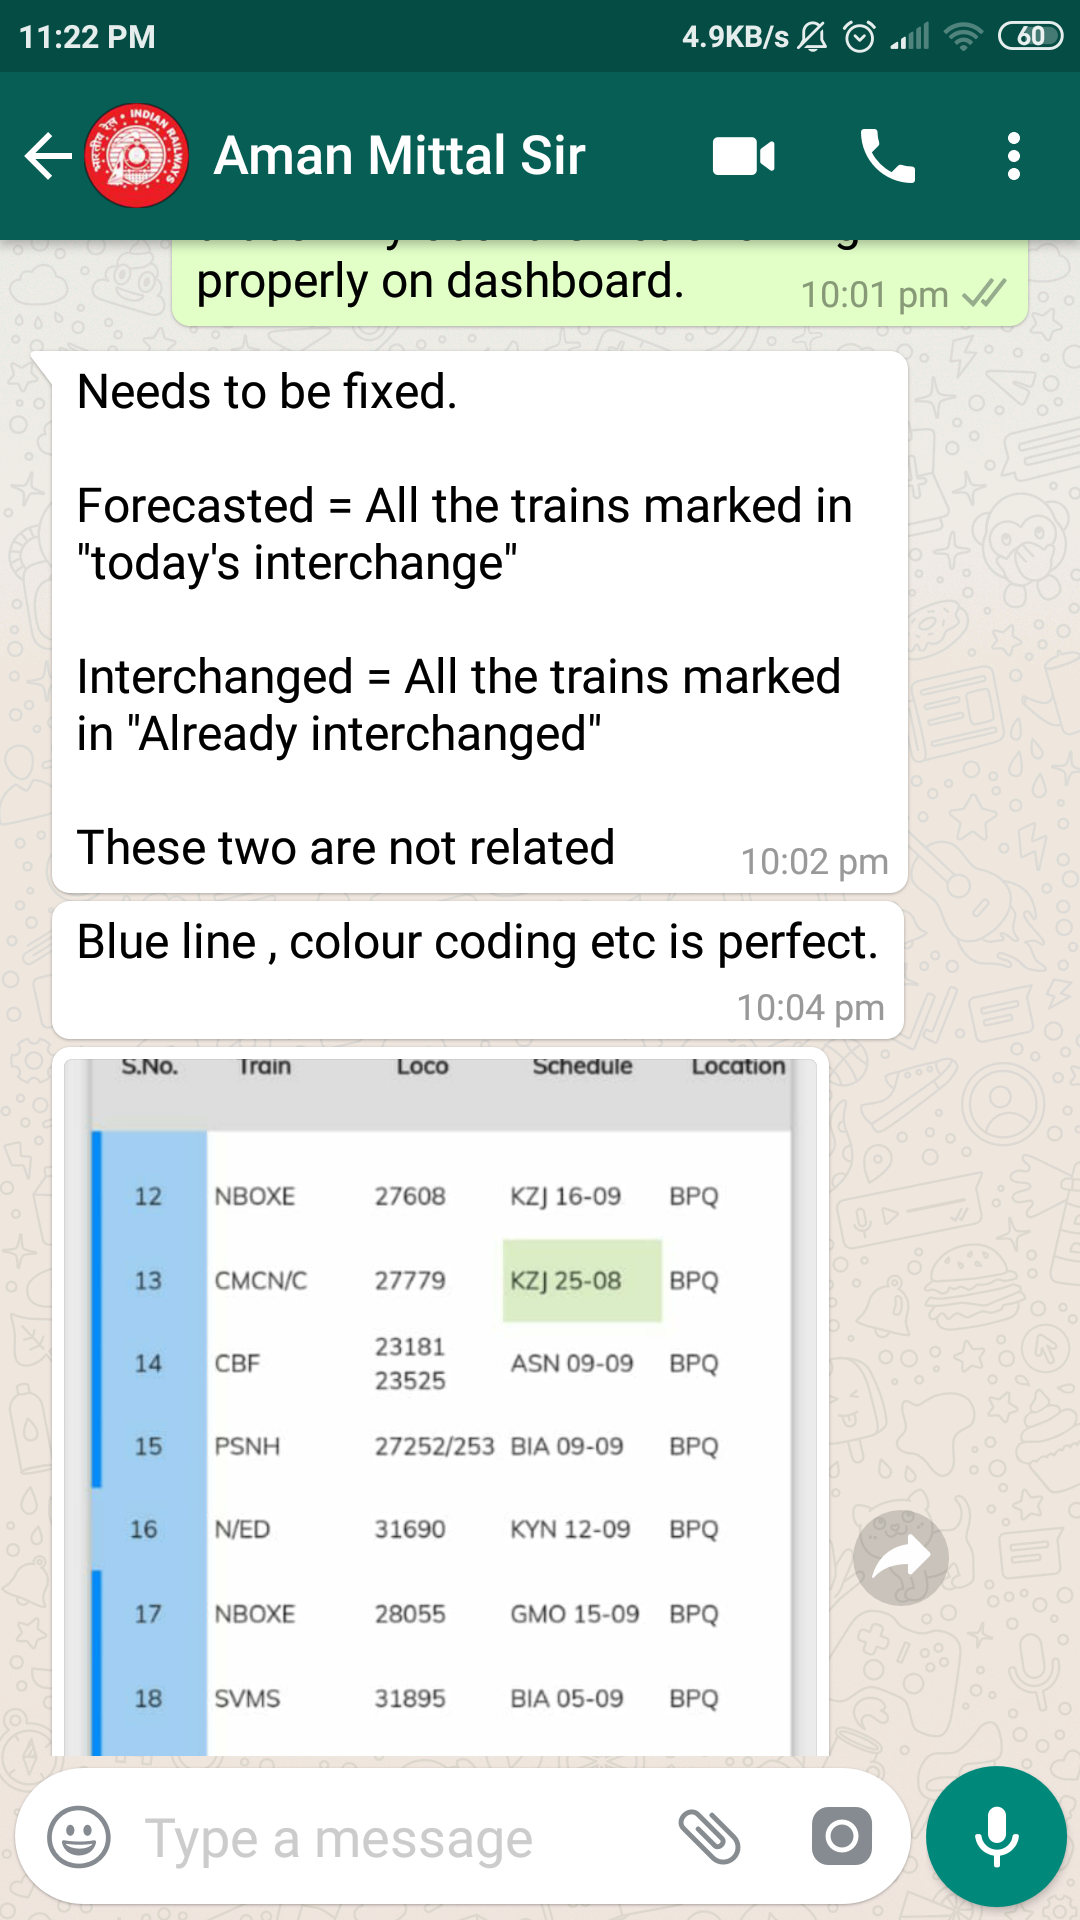 11:22 PM 4.9KB/s 60
भारतीय रेल • INDIAN RAILWAYS
Aman Mittal Sir
properly on dashboard.
10:01 pm
Needs to be fixed.
Forecasted = All the trains marked in
"today's interchange"
Interchanged = All the trains marked
in "Already interchanged"
These two are not related
10:02 pm
Blue line , colour coding etc is perfect.
10:04 pm
S.No. Train Loco Schedule Location
12 NBOXE 27608 KZJ 16-09 BPQ
13 CMCN/C 27779 KZJ 25-08 BPQ
14 CBF 23181 ASN 09-09 BPQ
23525
15 PSNH 27252/253 BIA 09-09 BPQ
16 N/ED 31690 KYN 12-09 BPQ
17 NBOXE 28055 GMO 15-09 BPQ
18 SVMS 31895 BIA 05-09 BPQ
Type a message